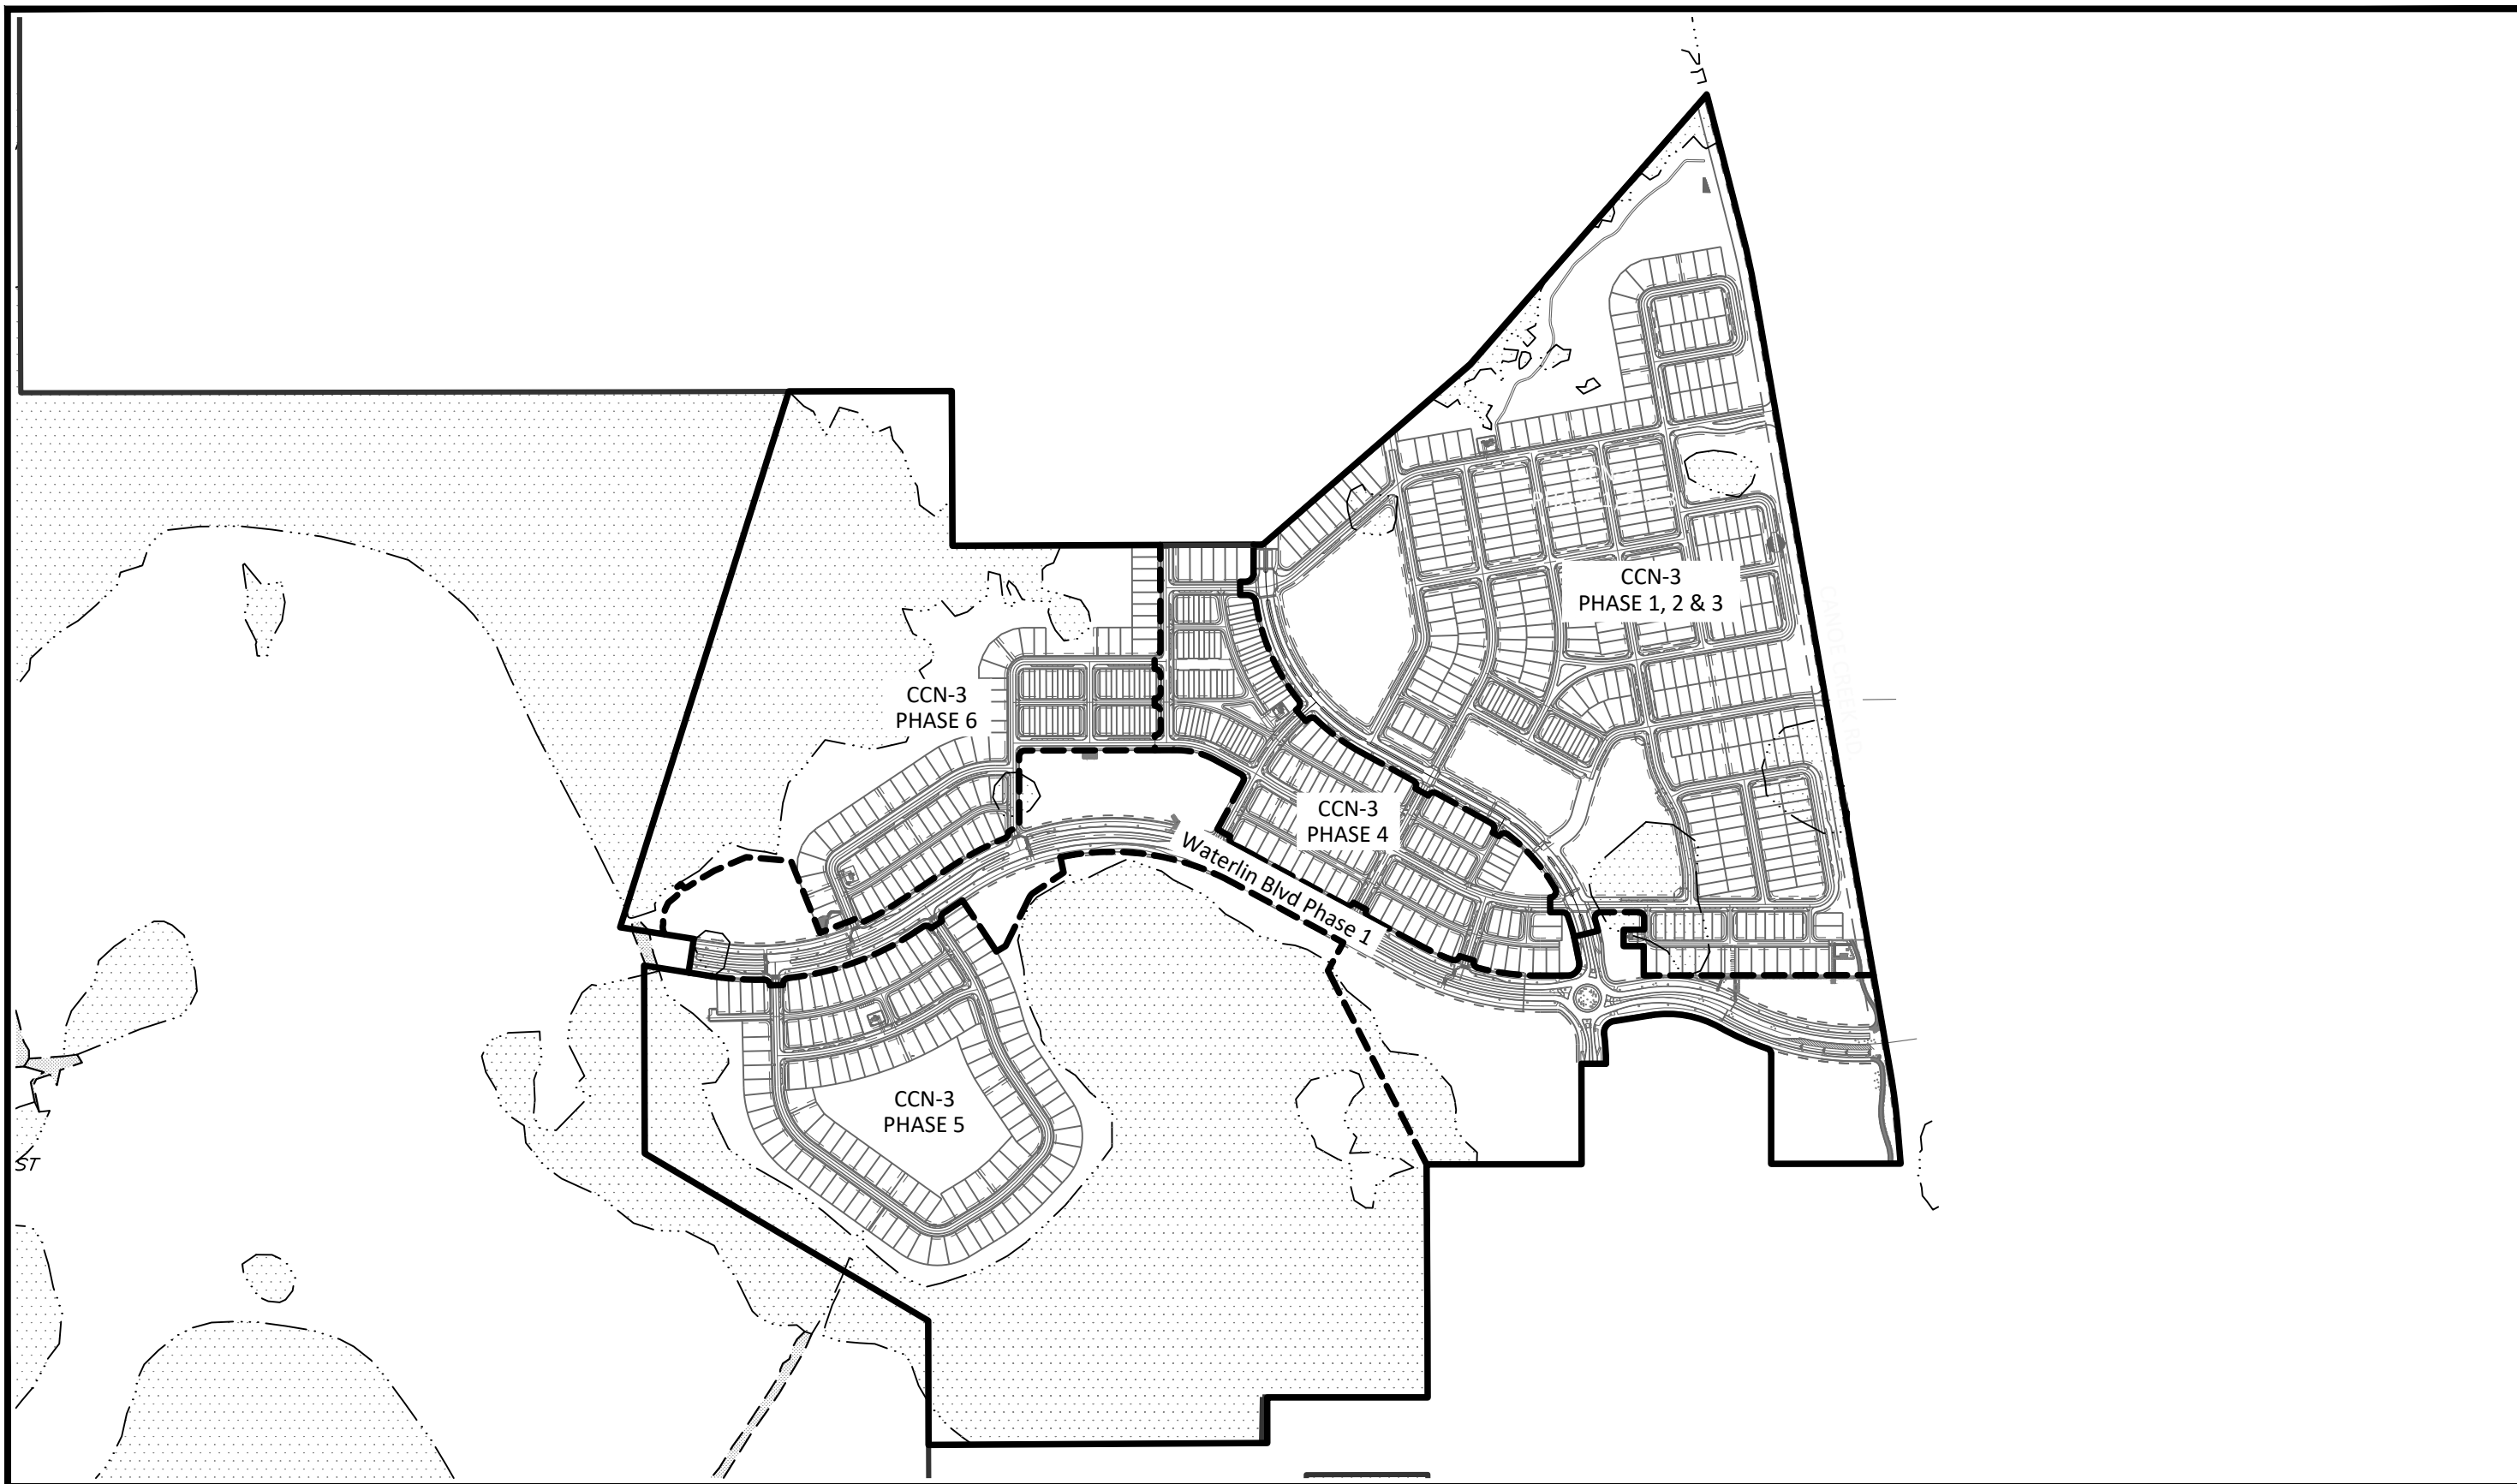 CCN-3
PHASE 1, 2 & 3
CCN-3
PHASE 6
CCN-3
PHASE 4
Waterlin Blvd Phase 1
CCN-3
PHASE 5
ST